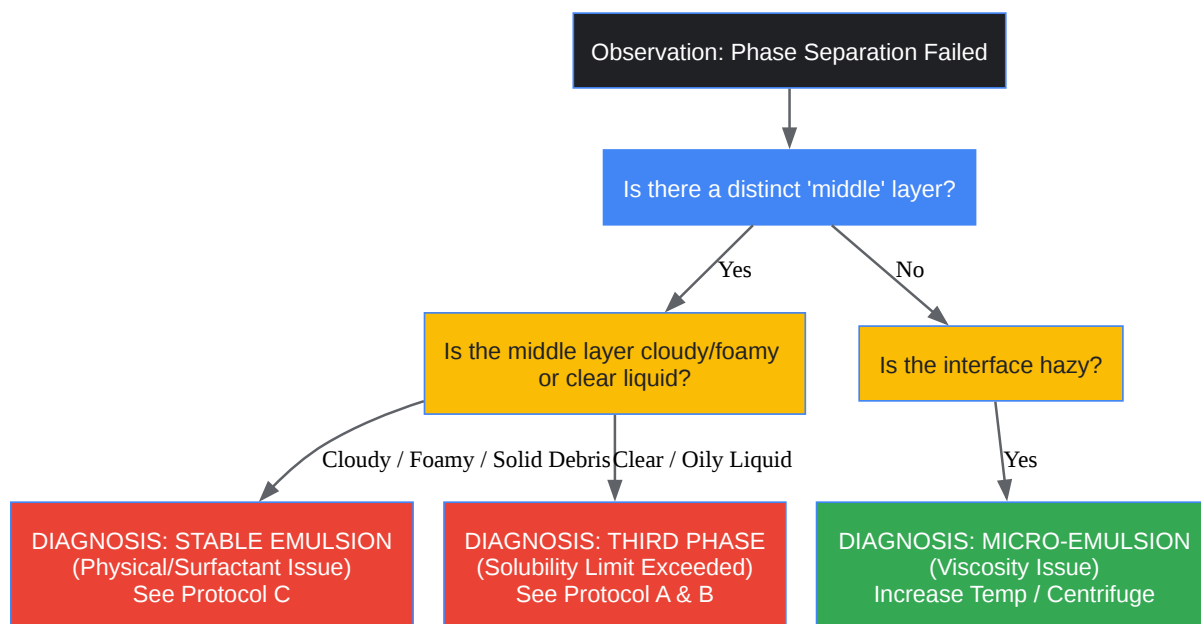 Observation: Phase Separation Failed
Is there a distinct 'middle' layer?
Yes
No
Is the middle layer cloudy/foamy
or clear liquid?
Is the interface hazy?
Cloudy / Foamy / Solid Debris
Clear / Oily Liquid
Yes
DIAGNOSIS: STABLE EMULSION
(Physical/Surfactant Issue)
See Protocol C
DIAGNOSIS: THIRD PHASE
(Solubility Limit Exceeded)
See Protocol A & B
DIAGNOSIS: MICRO-EMULSION
(Viscosity Issue)
Increase Temp / Centrifuge